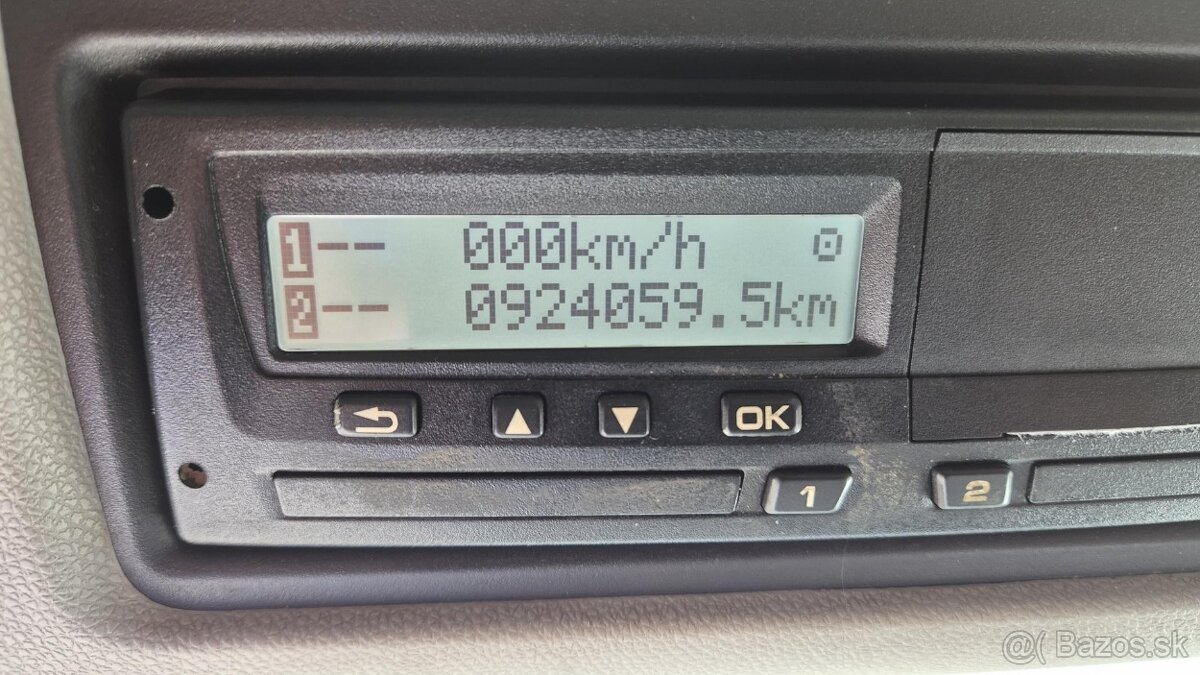 1-- 000km/h
2-- 0924059.5km
OK
1 2
@( Bazos.sk